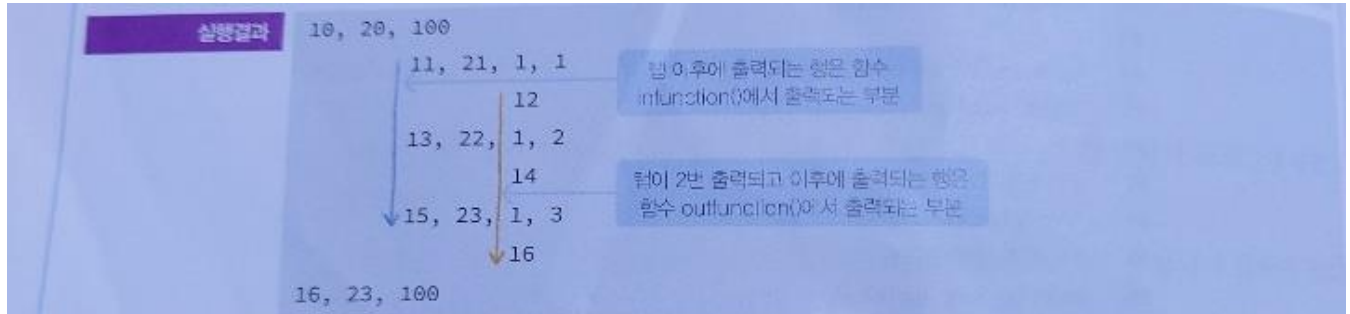 실행결과
10, 20, 100
11, 21, 1, 1
12
13, 22, 1, 2
14
15, 23, 1, 3
16
16, 23, 100
탭 이후에 출력되는 행은 함수
infunction()에서 출력되는 부분
탭이 2번 출력되고 이후에 출력되는 행은
함수 outfunction()에서 출력되는 부분